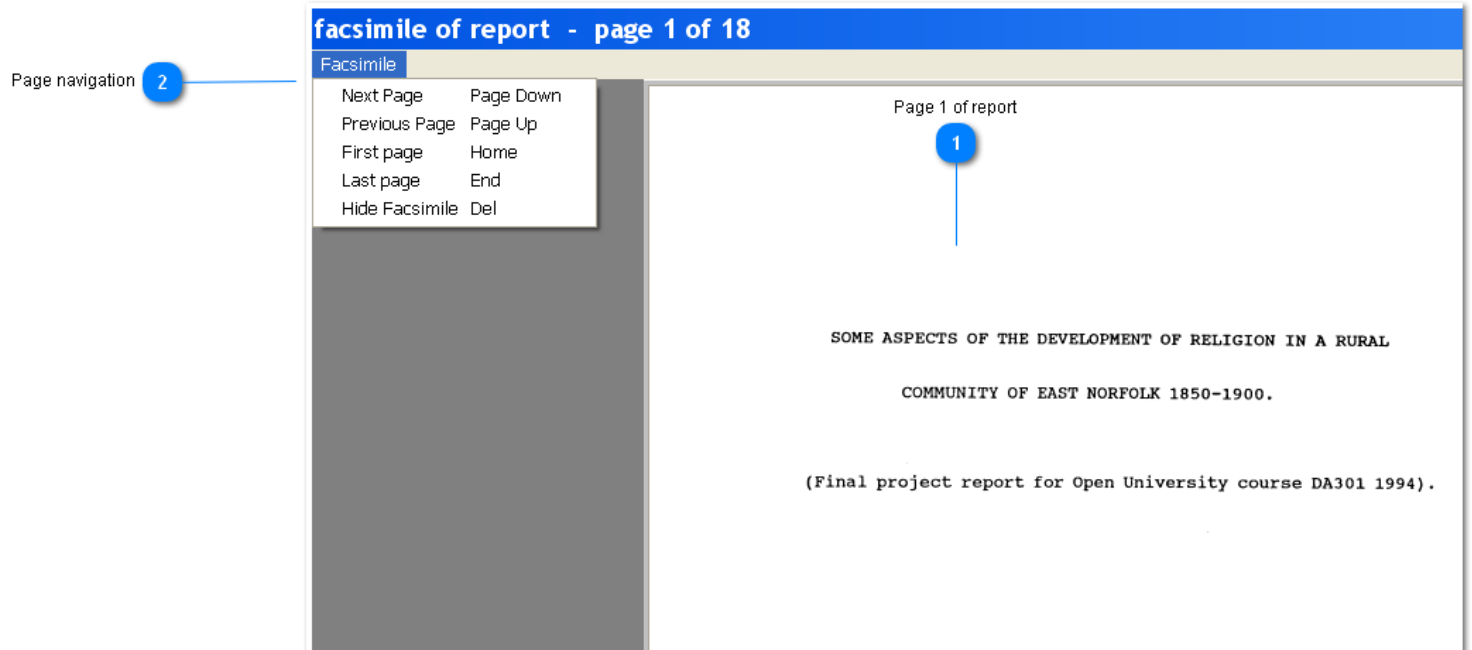 facsimile of report - page 1 of 18
Facsimile
Page navigation 2
Next Page Page Down
Previous Page Page Up
First page Home
Last page End
Hide Facsimile Del
Page 1 of report
1
SOME ASPECTS OF THE DEVELOPMENT OF RELIGION IN A RURAL
COMMUNITY OF EAST NORFOLK 1850-1900.
(Final project report for Open University course DA301 1994).